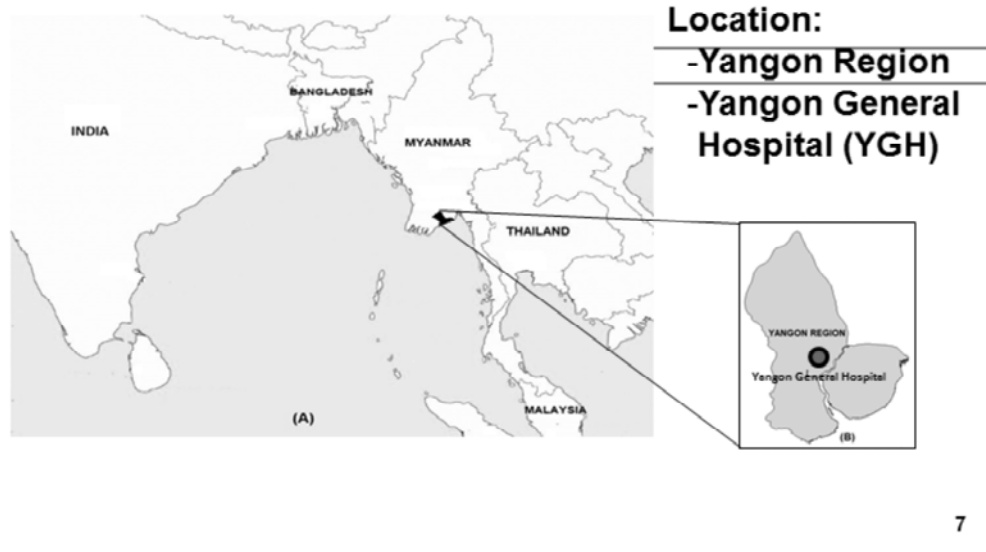 Location:
-Yangon Region
-Yangon General
Hospital (YGH)
BANGLADESH
INDIA
MYANMAR
THAILAND
YANGON REGION
Yangon General Hospital
MALAYSIA
(A)
(B)
7